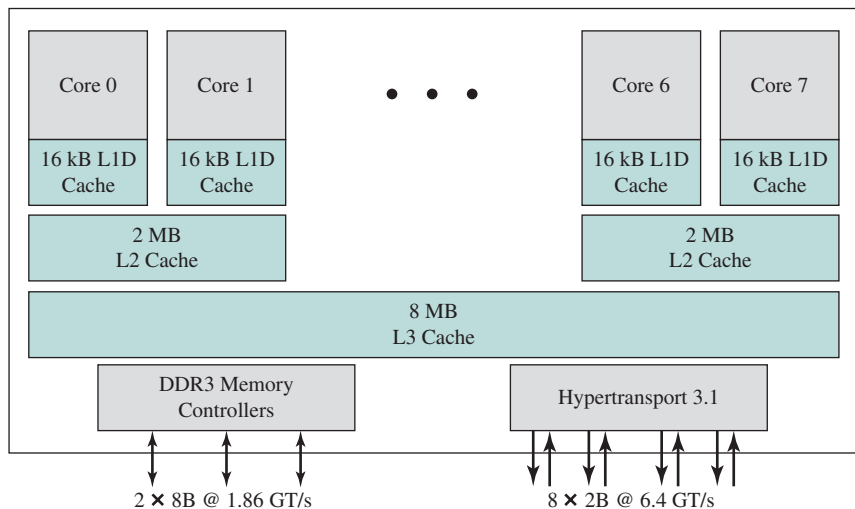 Core 0
Core 1
Core 6
Core 7
16 kB L1D
Cache
16 kB L1D
Cache
16 kB L1D
Cache
16 kB L1D
Cache
2 MB
L2 Cache
2 MB
L2 Cache
8 MB
L3 Cache
DDR3 Memory
Controllers
Hypertransport 3.1
2 × 8B @ 1.86 GT/s
8 × 2B @ 6.4 GT/s